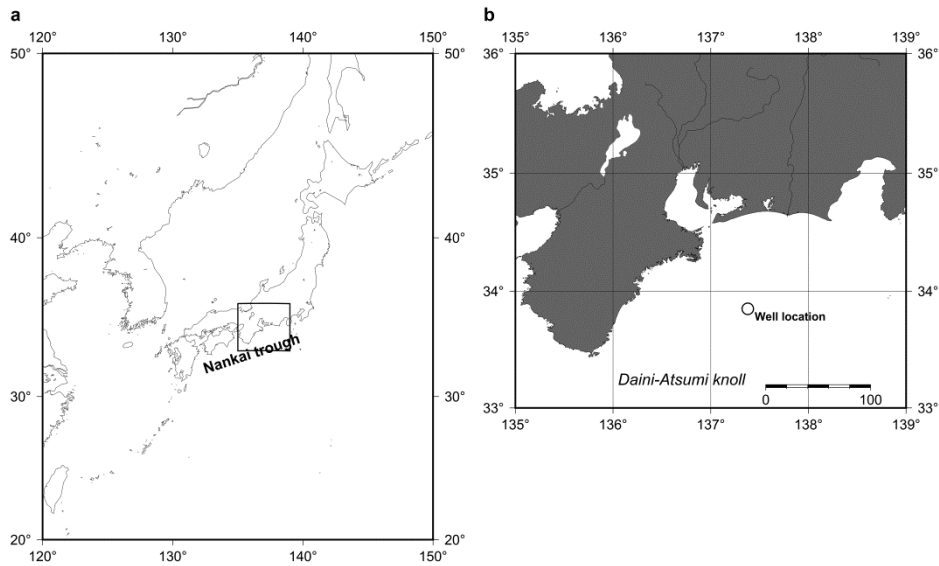 a
120° 130° 140° 150°
50° 50°
40° 40°
30° 30°
20° 20°
120° 130° 140° 150°
Nankai trough
b
135° 136° 137° 138° 139°
36° 36°
35° 35°
34° 34°
33° 33°
135° 136° 137° 138° 139°
Well location
Daini-Atsumi knoll
0 100